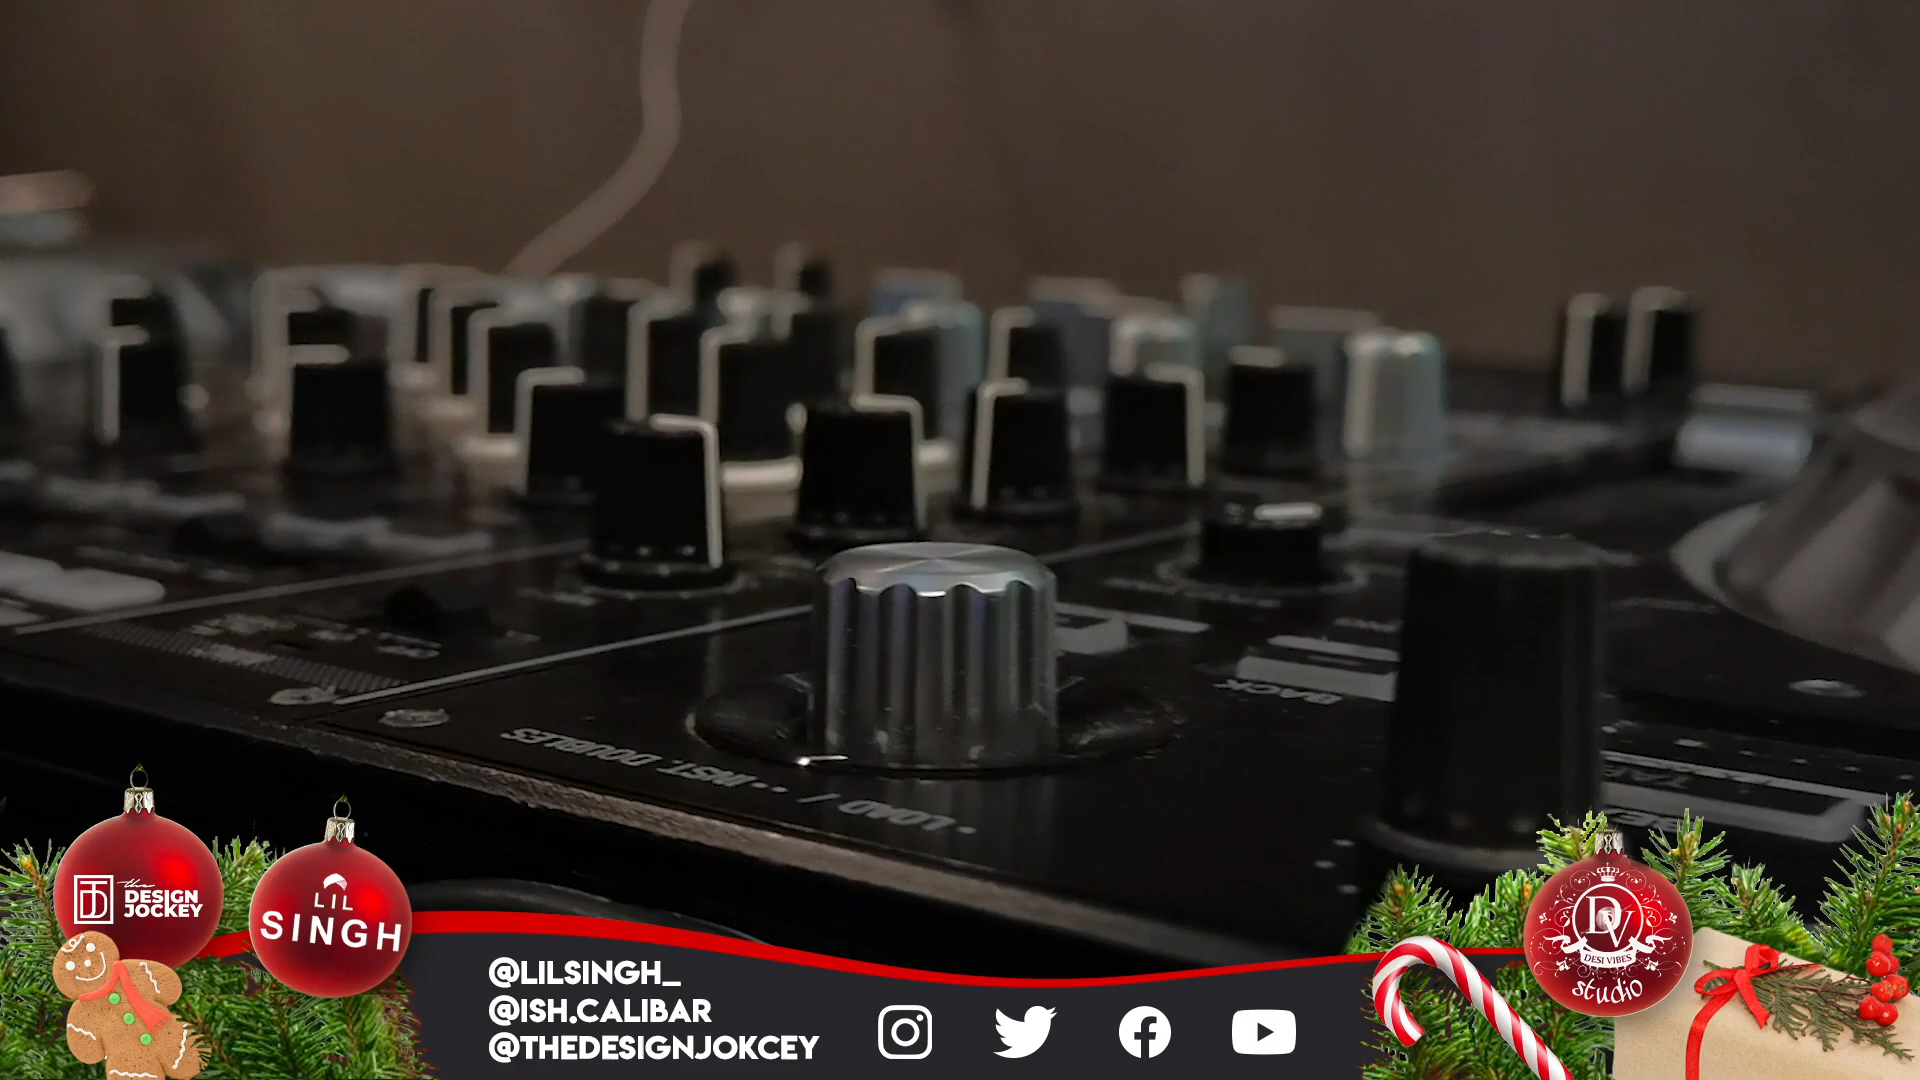 BACK
INST. DOUBLES
• LOAD /
the
DESIGN
JOCKEY
LIL
SINGH
@LILSINGH_
@ISH.CALIBAR
@THEDESIGNJOKCEY
DV
DESI VIBES
studio